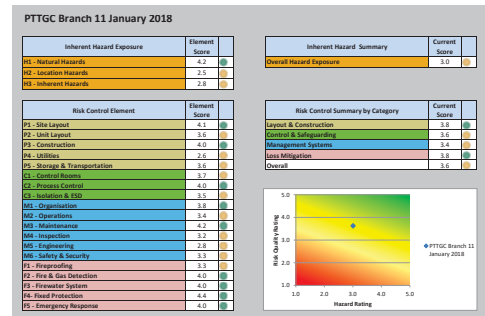 PTTGC Branch 11 January 2018
Inherent Hazard Exposure Element Score
H1 - Natural Hazards 4.2
H2 - Location Hazards 2.5
H3 - Inherent Hazards 2.8
Inherent Hazard Summary Current Score
Overall Hazard Exposure 3.0
Risk Control Element Element Score
P1 - Site Layout 4.1
P2 - Unit Layout 3.6
P3 - Construction 4.0
P4 - Utilities 2.6
P5 - Storage & Transportation 3.6
C1 - Control Rooms 3.7
C2 - Process Control 4.0
C3 - Isolation & ESD 3.5
M1 - Organisation 3.8
M2 - Operations 3.4
M3 - Maintenance 4.2
M4 - Inspection 3.2
M5 - Engineering 2.8
M6 - Safety & Security 3.3
F1 - Fireproofing 3.3
F2 - Fire & Gas Detection 4.0
F3 - Firewater System 4.0
F4- Fixed Protection 4.4
F5 - Emergency Response 4.0
Risk Control Summary by Category Current Score
Layout & Construction 3.8
Control & Safeguarding 3.6
Management Systems 3.4
Loss Mitigation 3.8
Overall 3.6
5.0
4.0
3.0
2.0
1.0
Risk Quality Rating
1.0 2.0 3.0 4.0 5.0
Hazard Rating
PTTGC Branch 11
January 2018